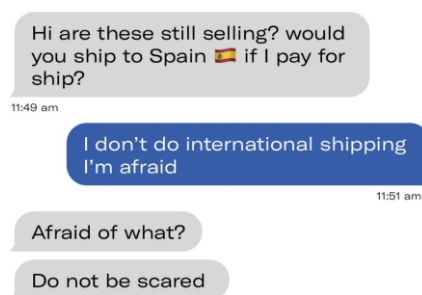 Hi are these still selling? would
you ship to Spain 🇪🇸 if I pay for
ship?
11:49 am
I don't do international shipping
I'm afraid
11:51 am
Afraid of what?
Do not be scared